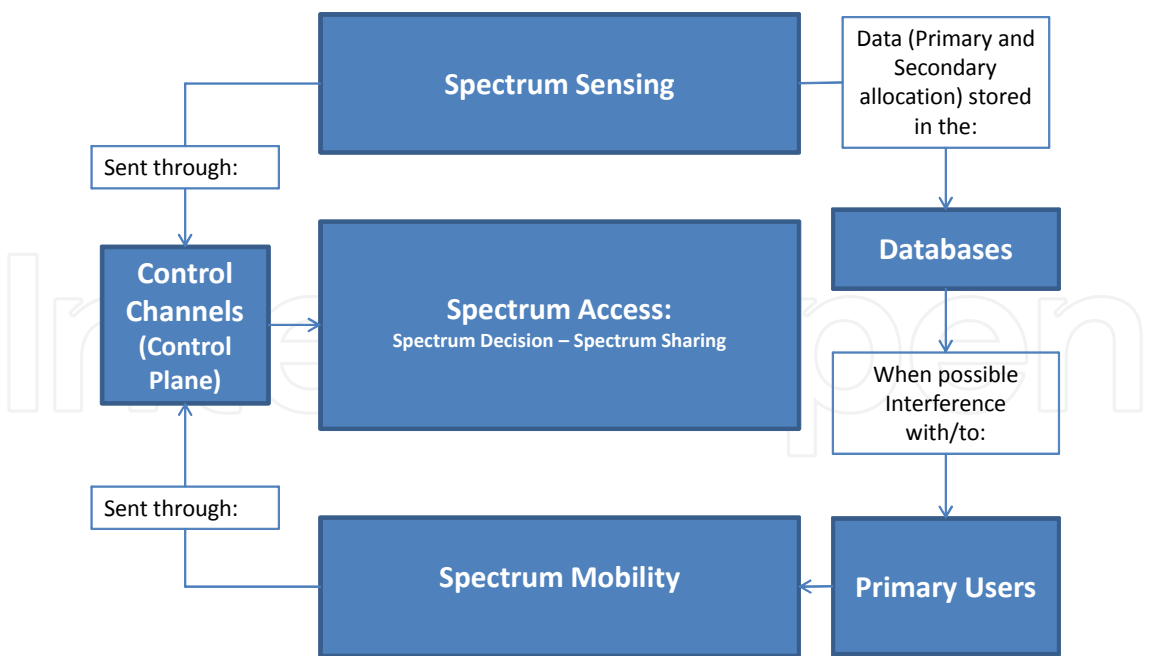 Spectrum Sensing
Data (Primary and
Secondary
allocation) stored
in the:
Sent through:
Databases
Control
Channels
(Control
Plane)
Spectrum Access:
Spectrum Decision – Spectrum Sharing
When possible
Interference
with/to:
Sent through:
Spectrum Mobility
Primary Users